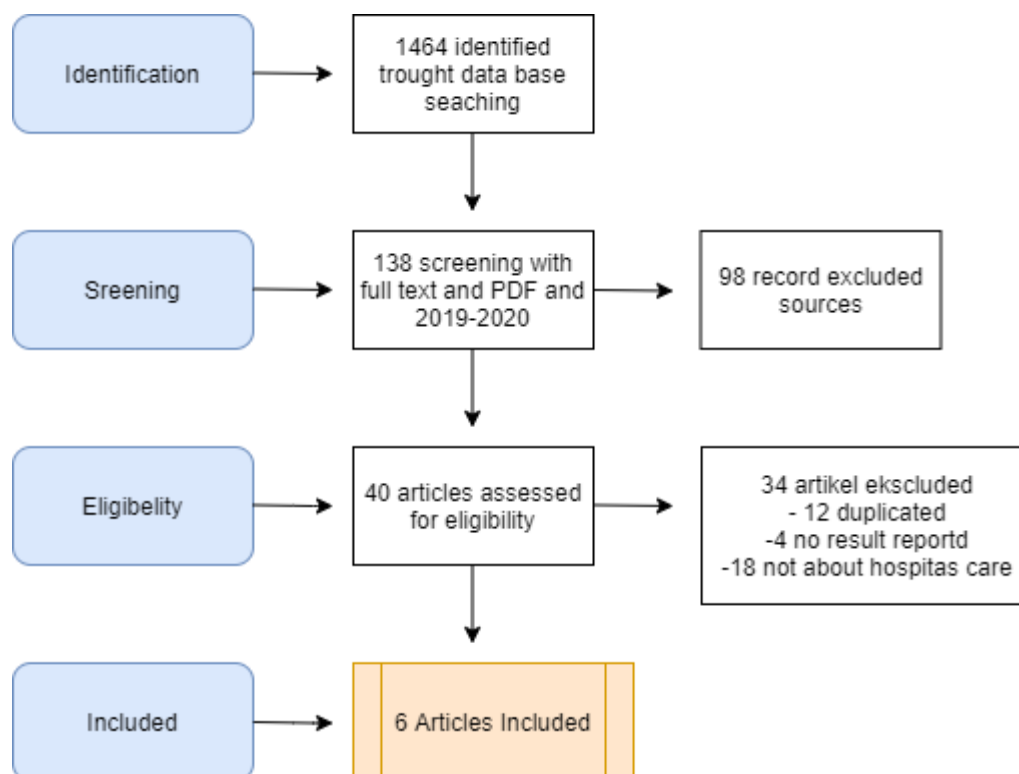 Identification
1464 identified
trought data base
seaching
Sreening
138 screening with
full text and PDF and
2019-2020
98 record excluded
sources
Eligibelity
40 articles assessed
for eligibility
34 artikel ekscluded
- 12 duplicated
-4 no result reportd
-18 not about hospitas care
Included
6 Articles Included